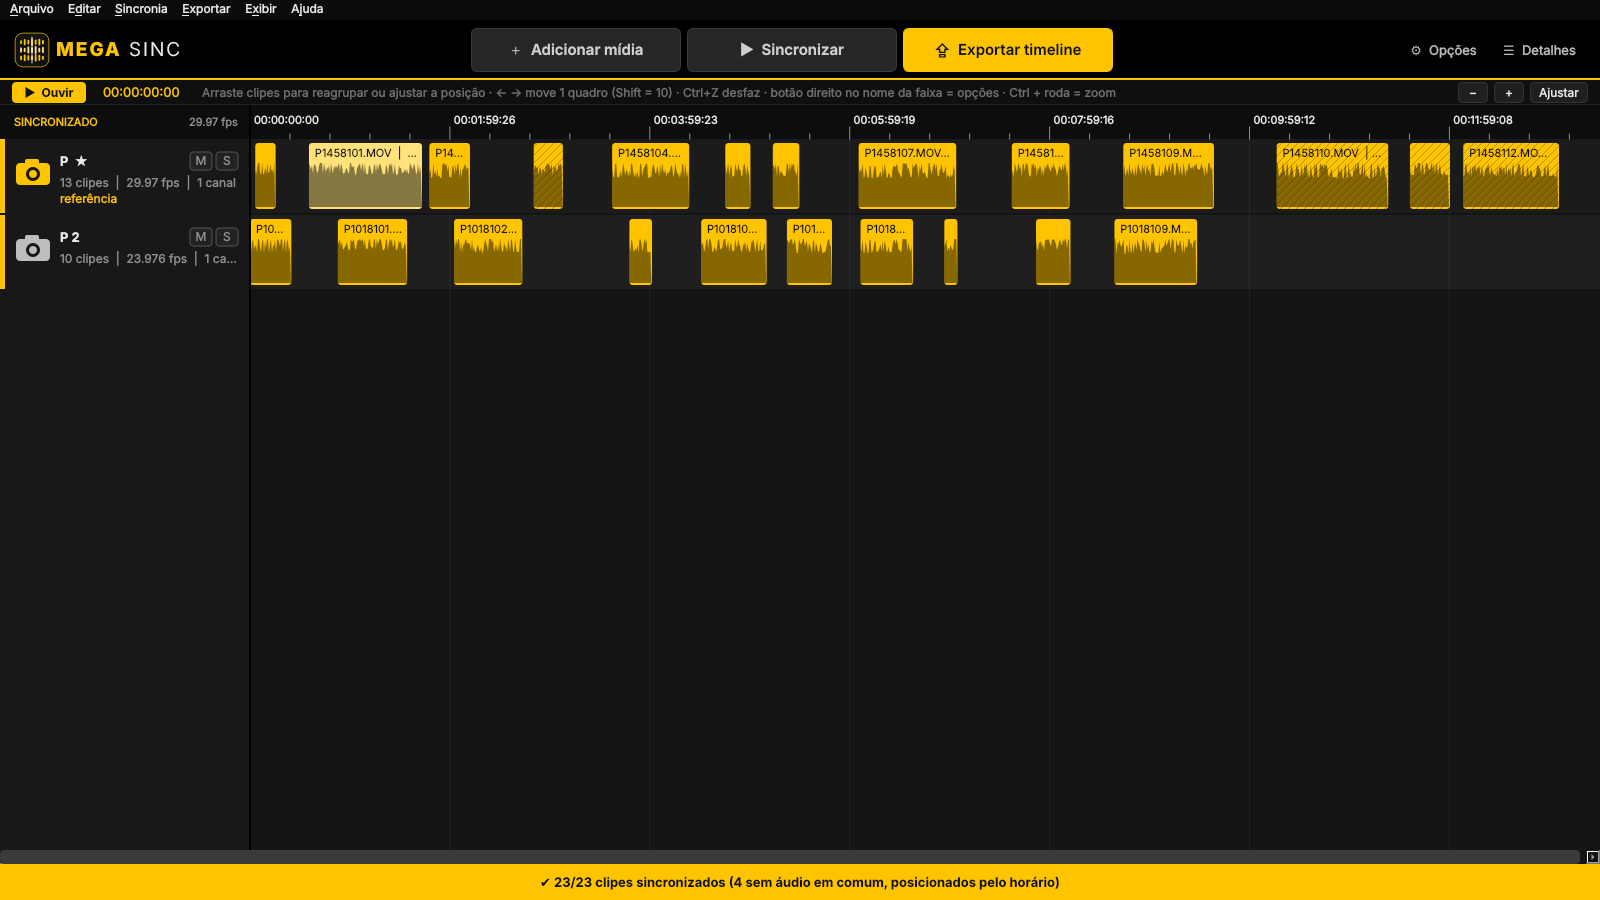 Arquivo Editar Sincronia Exportar Exibir Ajuda
MEGA SINC
+ Adicionar mídia
▶ Sincronizar
Exportar timeline
⚙ Opções
☰ Detalhes
▶ Ouvir
00:00:00:00
Arraste clipes para reagrupar ou ajustar a posição · ← → move 1 quadro (Shift = 10) · Ctrl+Z desfaz · botão direito no nome da faixa = opções · Ctrl + roda = zoom
− + Ajustar
SINCRONIZADO 29.97 fps
00:00:00:00 00:01:59:26 00:03:59:23 00:05:59:19 00:07:59:16 00:09:59:12 00:11:59:08
P ★ M S
13 clipes | 29.97 fps | 1 canal
referência
P1458101.MOV | ... P14... P1458104.... P1458107.MOV... P14581... P1458109.M... P1458110.MOV | ... P1458112.MO...
P 2 M S
10 clipes | 23.976 fps | 1 ca...
P10... P1018101.... P1018102... P101810... P101... P1018... P1018109.M...
✔ 23/23 clipes sincronizados (4 sem áudio em comum, posicionados pelo horário)